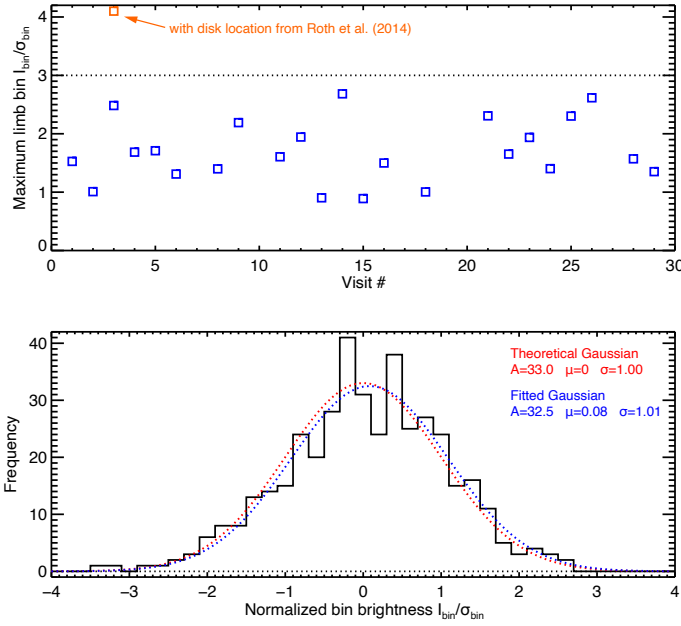 4
3
2
1
0
Maximum limb bin I_bin/σ_bin
with disk location from Roth et al. (2014)
0 5 10 15 20 25 30
Visit #
40
30
20
10
0
Frequency
Theoretical Gaussian
A=33.0 μ=0 σ=1.00
Fitted Gaussian
A=32.5 μ=0.08 σ=1.01
−4 −3 −2 −1 0 1 2 3 4
Normalized bin brightness I_bin/σ_bin